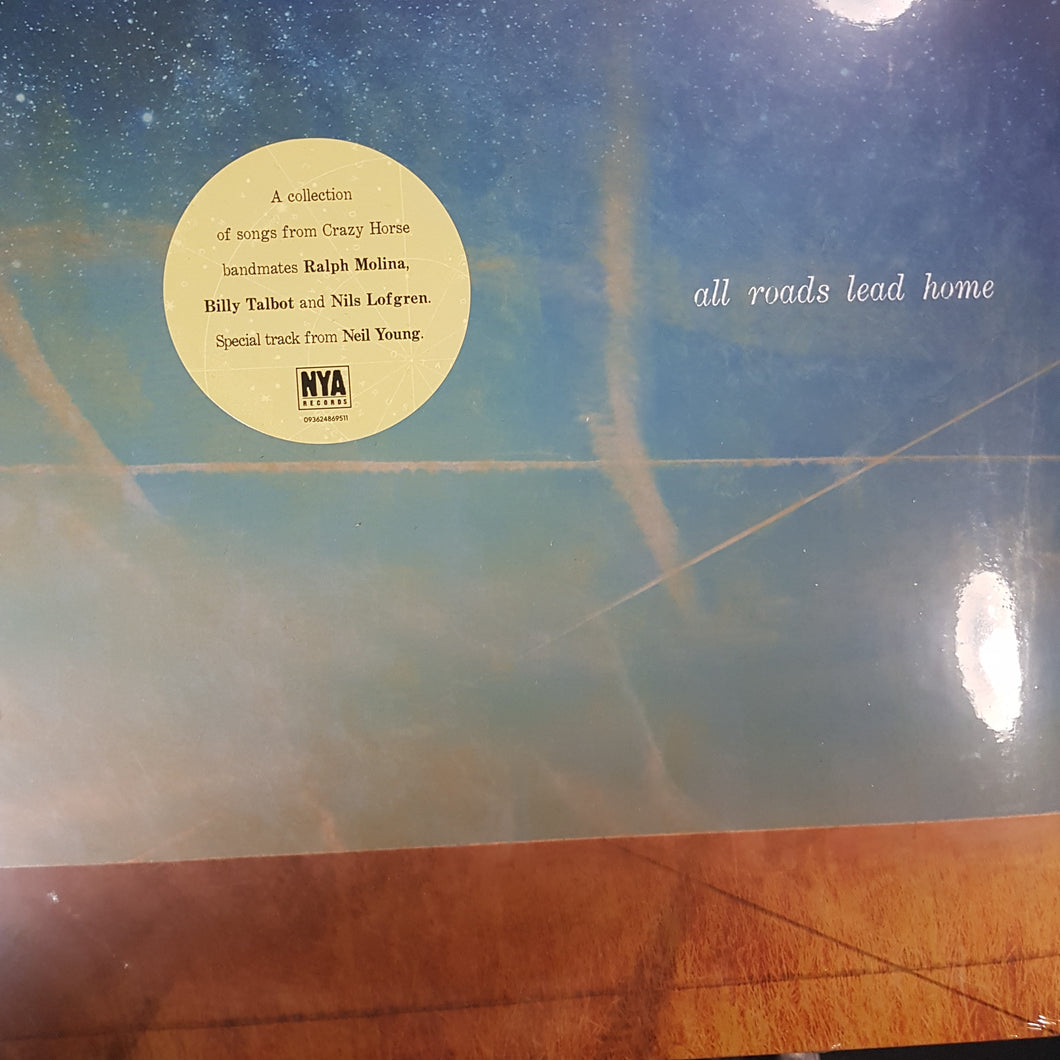 A collection
of songs from Crazy Horse
bandmates Ralph Molina,
Billy Talbot and Nils Lofgren.
Special track from Neil Young.
NYA
RECORDS
093624869511
all roads lead home